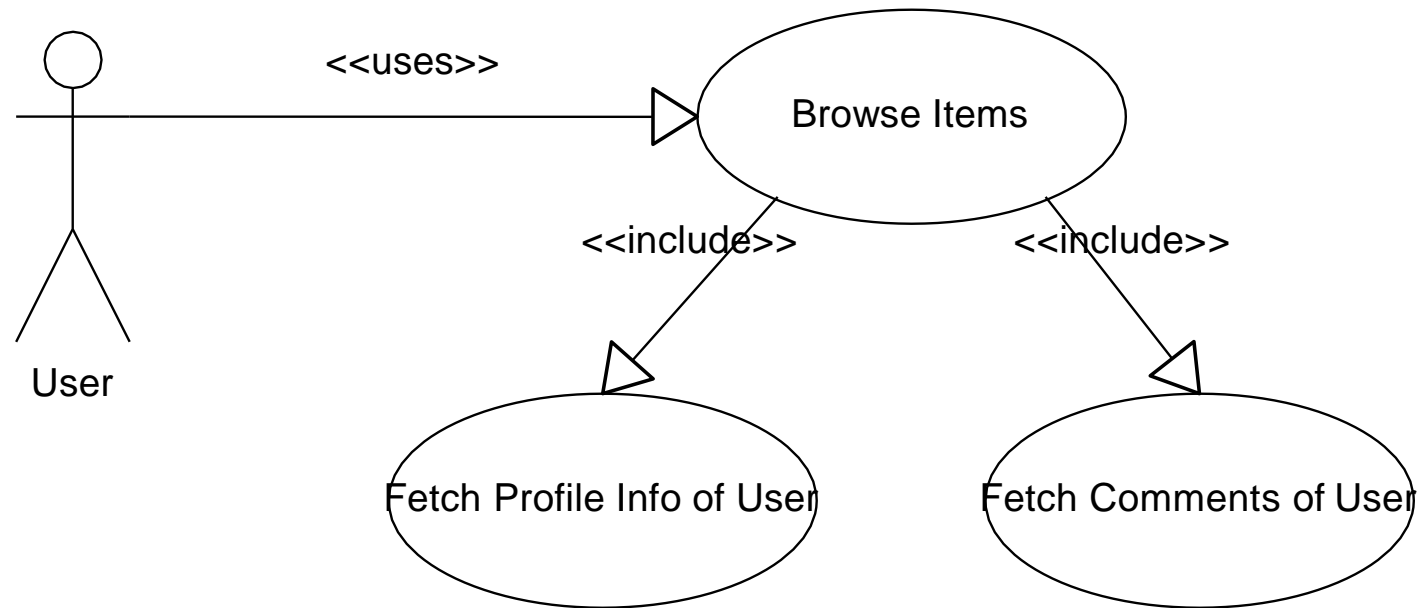 <<uses>>
Browse Items
<<include>>
<<include>>
User
Fetch Profile Info of User
Fetch Comments of User